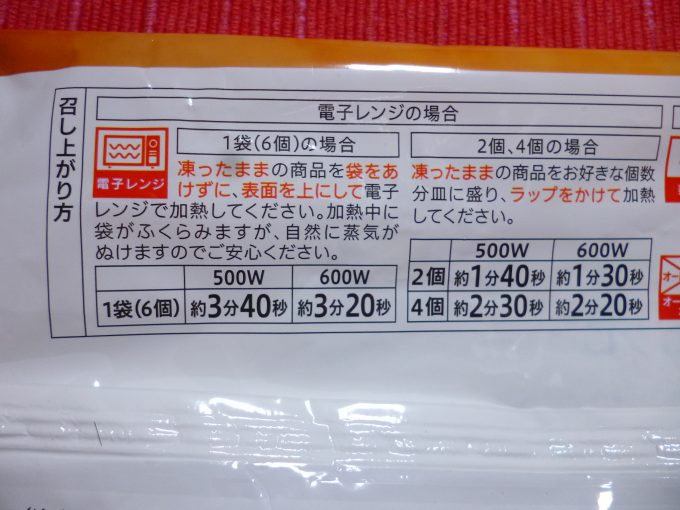 召し上がり方
電子レンジの場合
電子レンジ
1袋(6個)の場合
凍ったままの商品を袋をあ
けずに、表面を上にして電子
レンジで加熱してください。加熱中に
袋がふくらみますが、自然に蒸気が
ぬけますのでご安心ください。
500W 600W
1袋(6個) 約3分40秒 約3分20秒
2個、4個の場合
凍ったままの商品をお好きな個数
分皿に盛り、ラップをかけて加熱
してください。
500W 600W
2個 約1分40秒 約1分30秒
4個 約2分30秒 約2分20秒